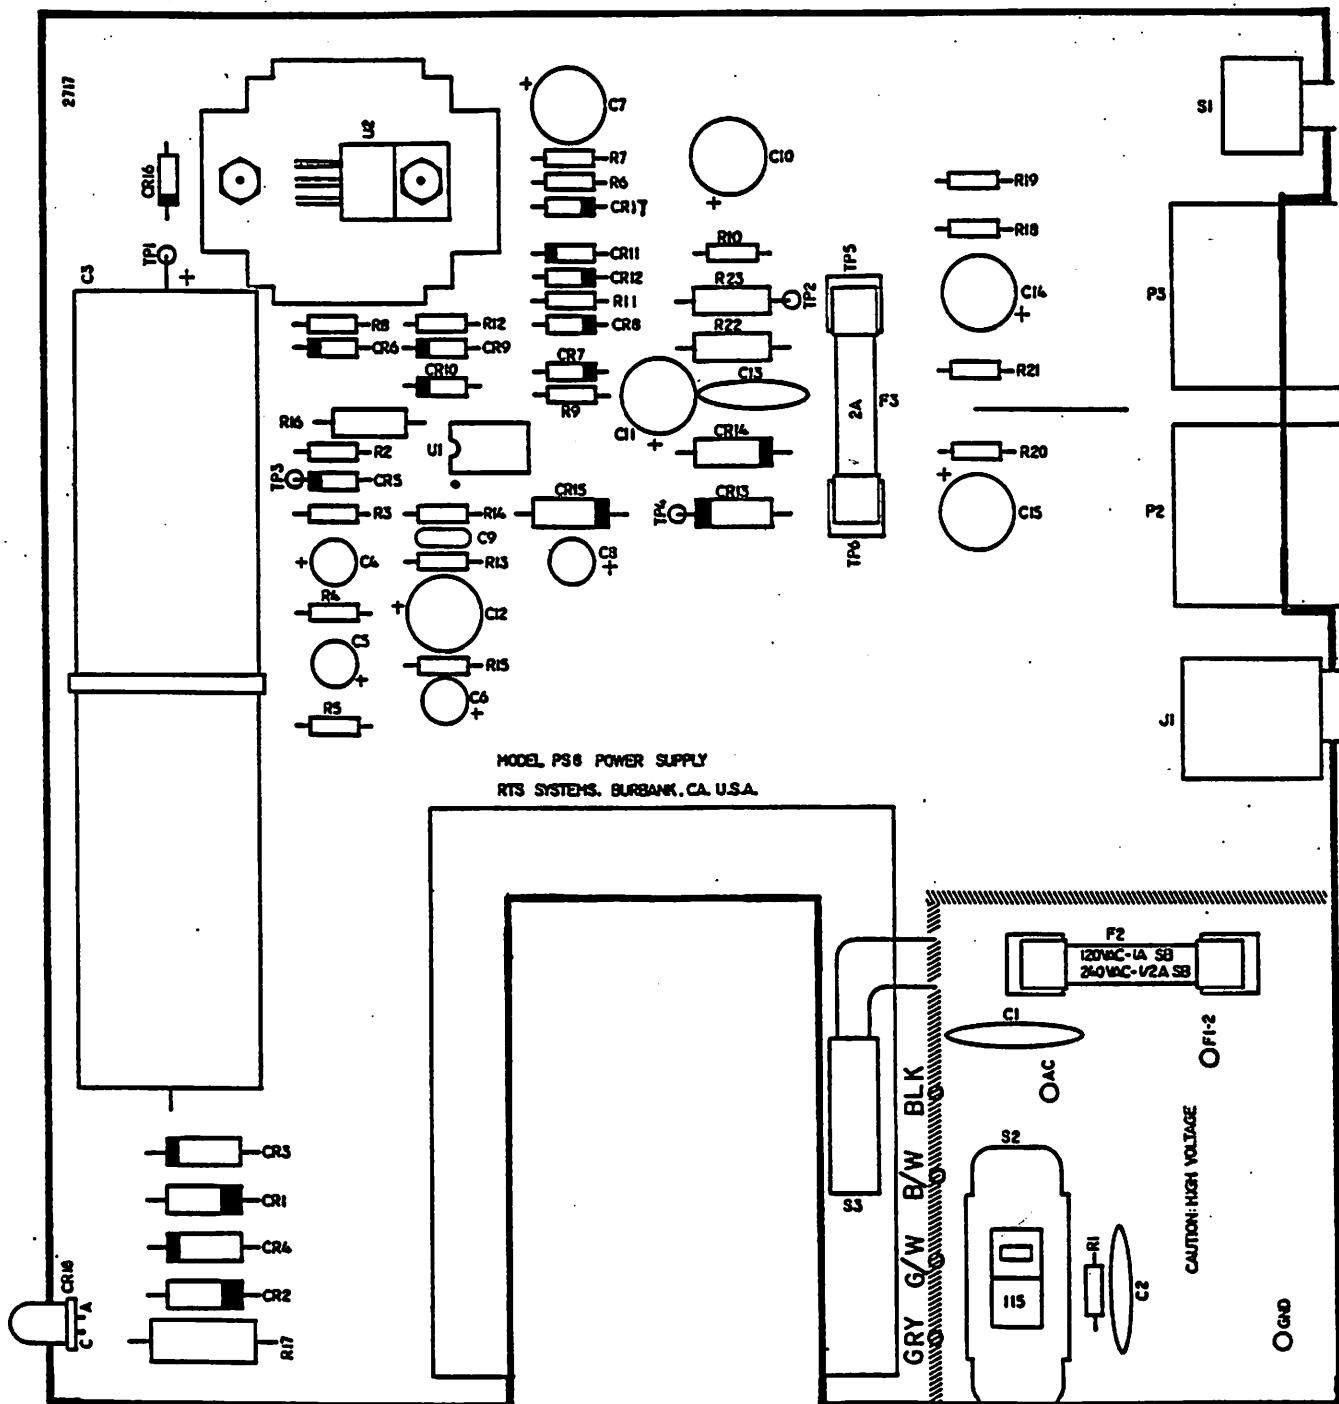 2717
U2
C7
S1
C10
CR16
R7
R6
CR17
R19
R18
TP1
C3
+
CR11
CR12
R11
CR8
R10
R23
TP2
R22
TP5
C14
P3
R8
R12
CR6
CR9
CR10
CR7
R9
C13
F3
2A
R21
R16
U1
C11
CR14
R2
TP3
CR5
R3
R14
C9
R13
CR15
C8
TP4
CR13
TP6
R20
C15
P2
C4
R4
C12
C5
R15
C6
R5
J1
MODEL PS8 POWER SUPPLY
RTS SYSTEMS. BURBANK, CA. U.S.A.
F2
120VAC-1A SB
240VAC-1/2A SB
C1
F1-2
AC
BLK
B/W
G/W
GRY
S3
S2
115
R1
C2
CAUTION: HIGH VOLTAGE
GND
CR3
CR1
CR4
CR2
CR18
A
C
R17